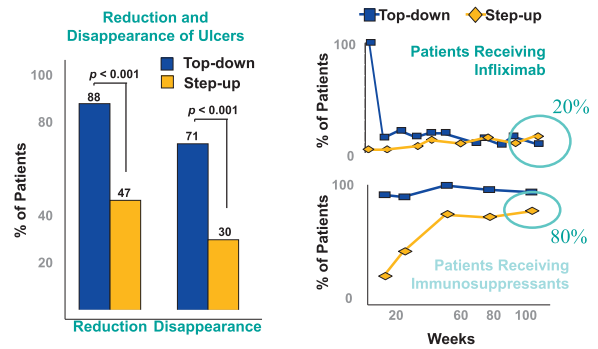 Reduction and
Disappearance of Ulcers
Top-down
Step-up
% of Patients
100
80
40
20
p < 0.001
88
47
p < 0.001
71
30
Reduction
Disappearance
Top-down
Step-up
% of Patients
100
0
Patients Receiving
Infliximab
20%
% of Patients
100
0
80%
Patients Receiving
Immunosuppressants
20
60
80
100
Weeks